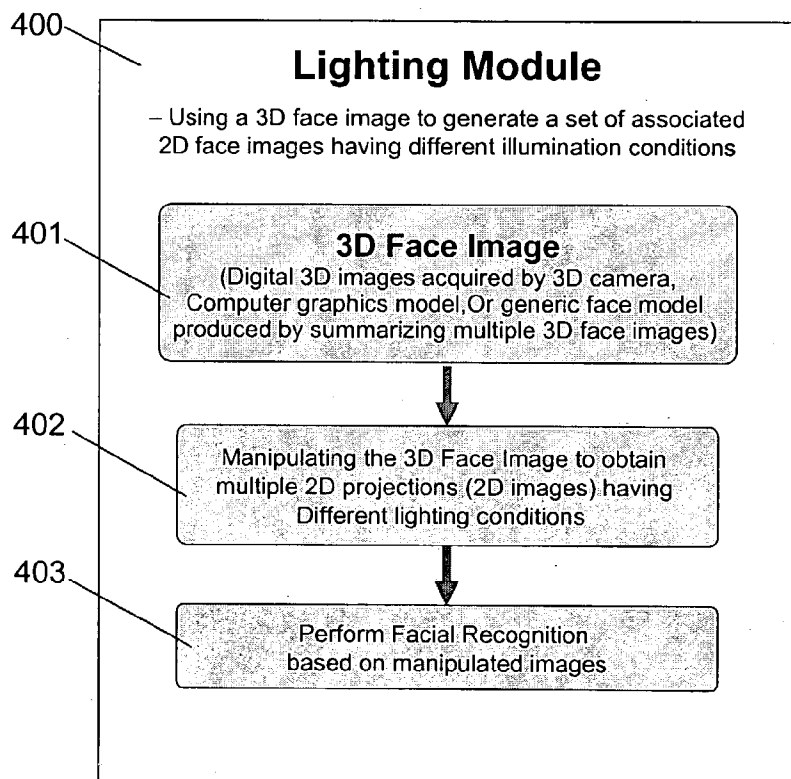 400
Lighting Module
– Using a 3D face image to generate a set of associated
2D face images having different illumination conditions
401
3D Face Image
(Digital 3D images acquired by 3D camera,
Computer graphics model,Or generic face model
produced by summarizing multiple 3D face images)
402
Manipulating the 3D Face Image to obtain
multiple 2D projections (2D images) having
Different lighting conditions
403
Perform Facial Recognition
based on manipulated images